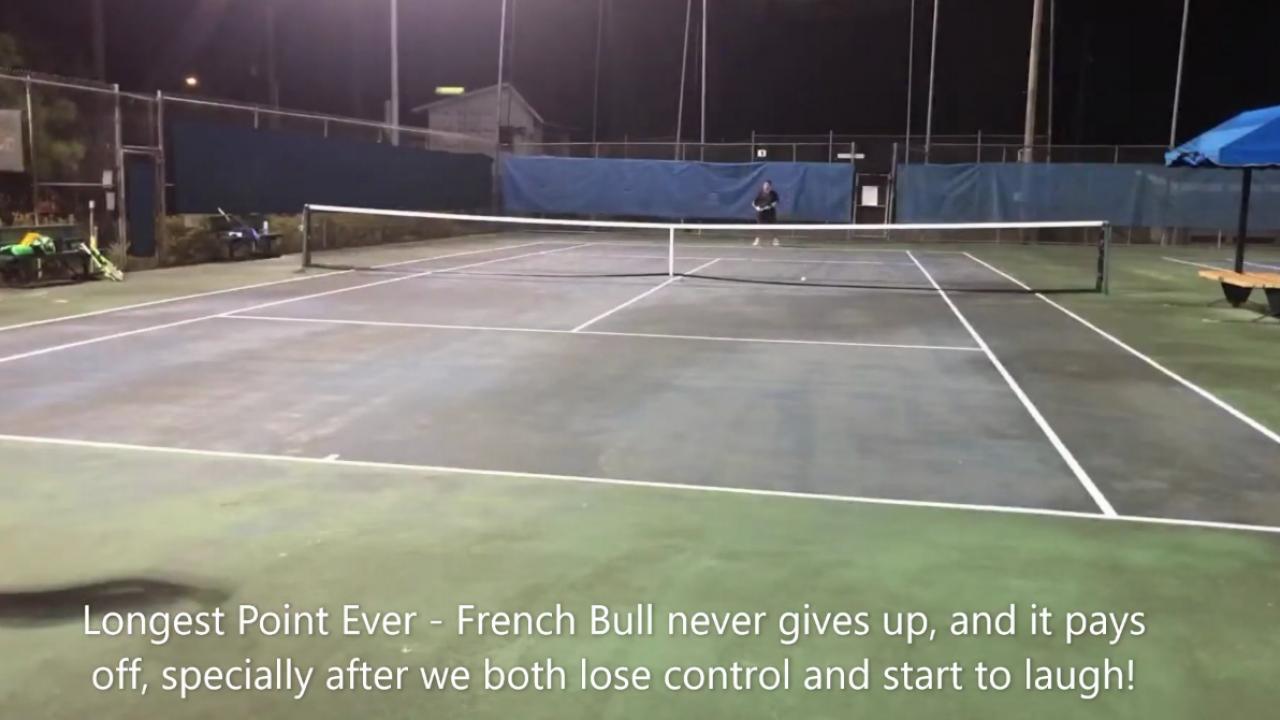 Longest Point Ever - French Bull never gives up, and it pays
off, specially after we both lose control and start to laugh!